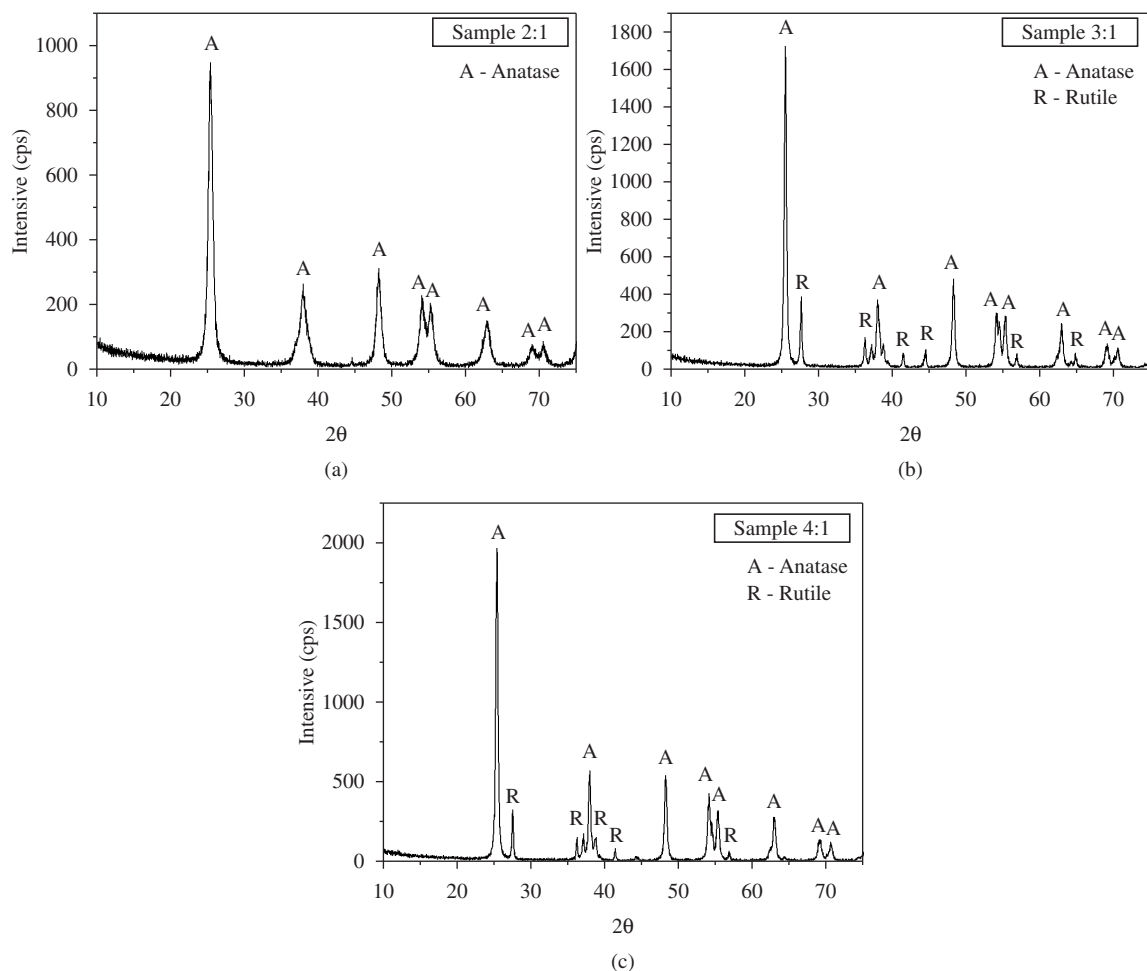 Sample 2:1
A - Anatase
Intensive (cps)
1000
800
600
400
200
0
A
A
A
A
A
A
A
A
10 20 30 40 50 60 70
2θ
(a)
Sample 3:1
A - Anatase
R - Rutile
Intensive (cps)
1800
1600
1400
1200
1000
800
600
400
200
0
A
R
R
A
R
R
A
A
A
R
A
R
A
A
10 20 30 40 50 60 70
2θ
(b)
Sample 4:1
A - Anatase
R - Rutile
Intensive (cps)
2000
1500
1000
500
0
A
R
R
A
R
R
A
A
A
R
A
A
A
10 20 30 40 50 60 70
2θ
(c)